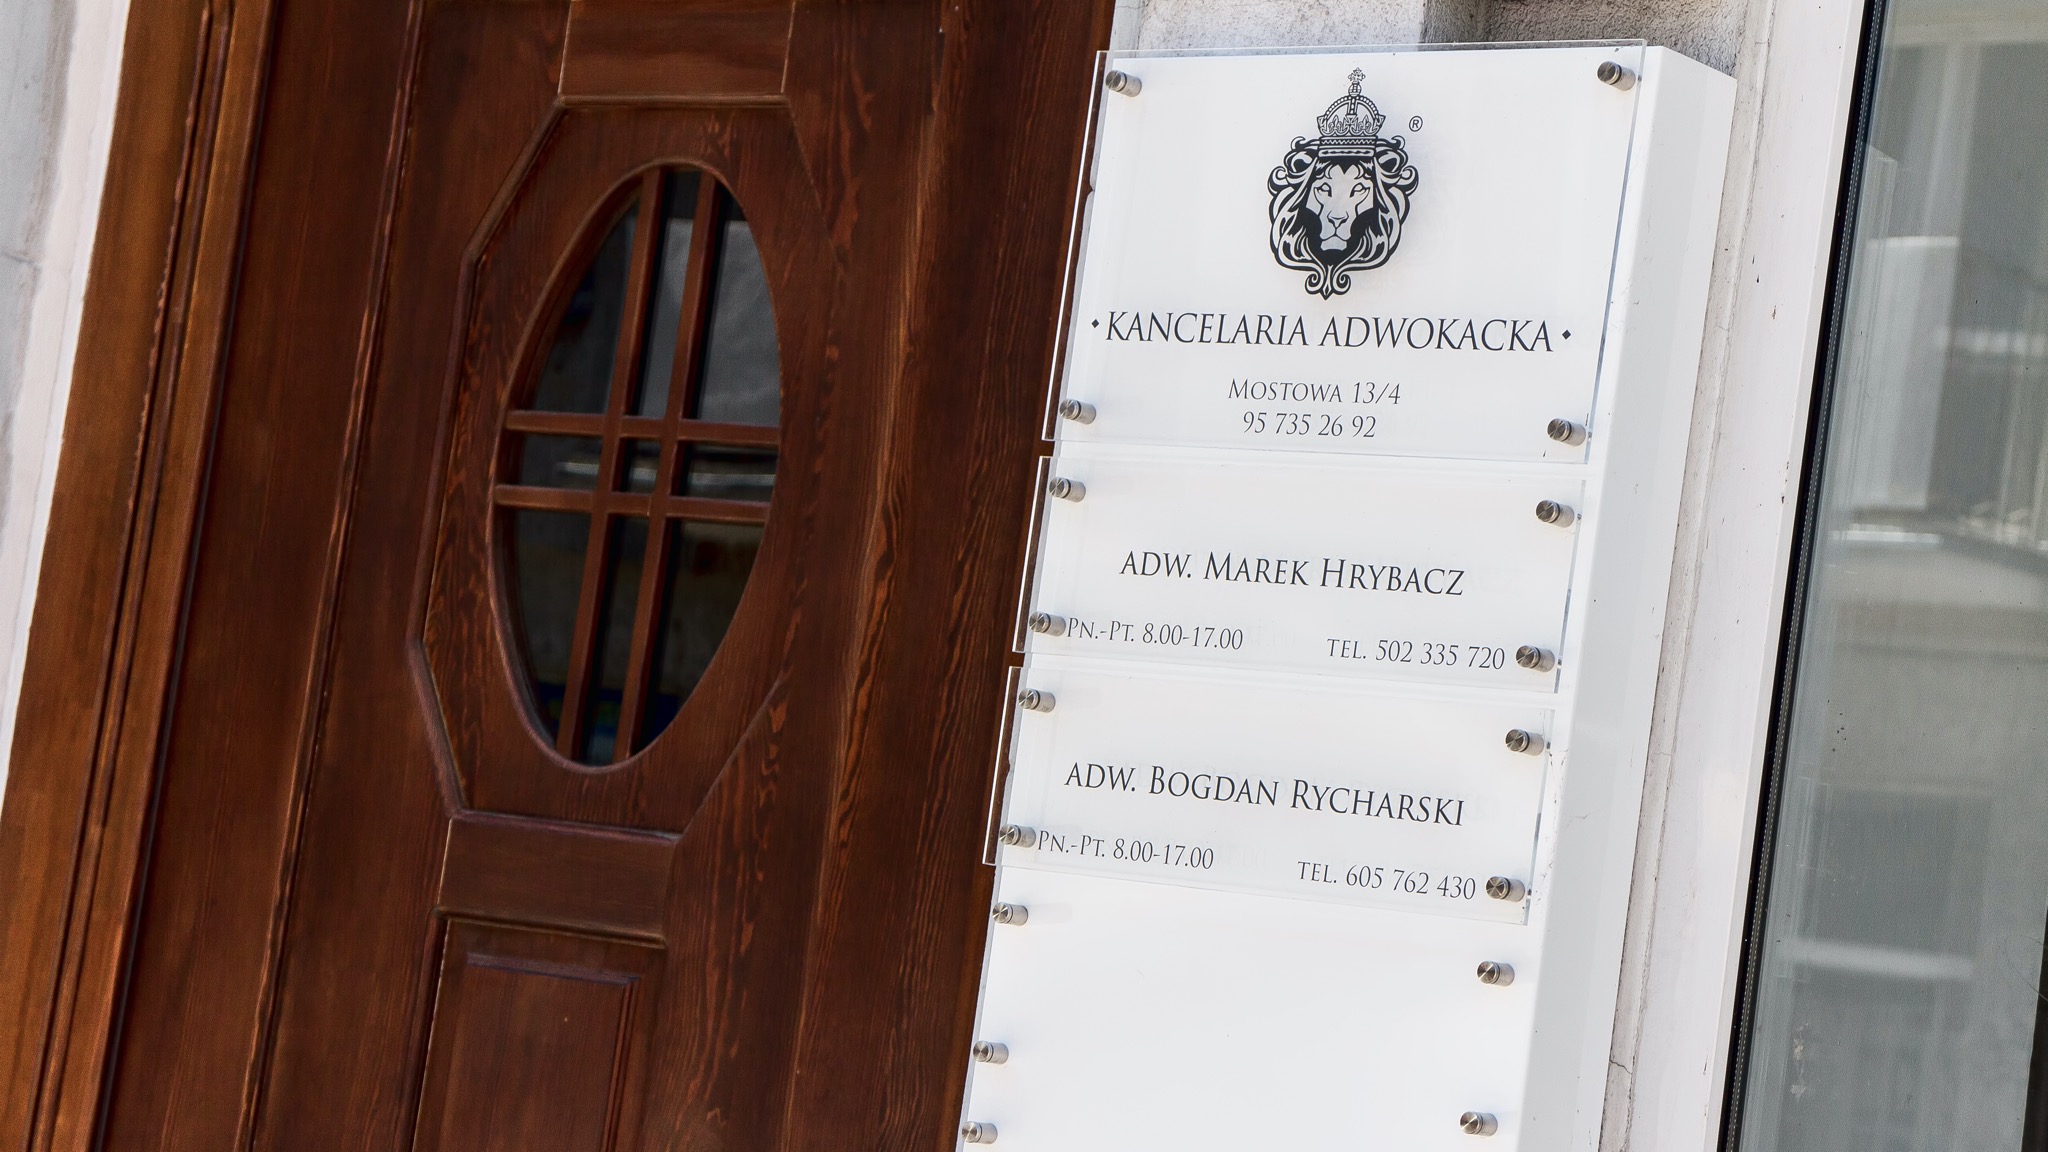 ®
• KANCELARIA ADWOKACKA •
MOSTOWA 13/4
95 735 26 92
ADW. MAREK HRYBACZ
PN.-PT. 8.00-17.00 TEL. 502 335 720
ADW. BOGDAN RYCHARSKI
PN.-PT. 8.00-17.00 TEL. 605 762 430